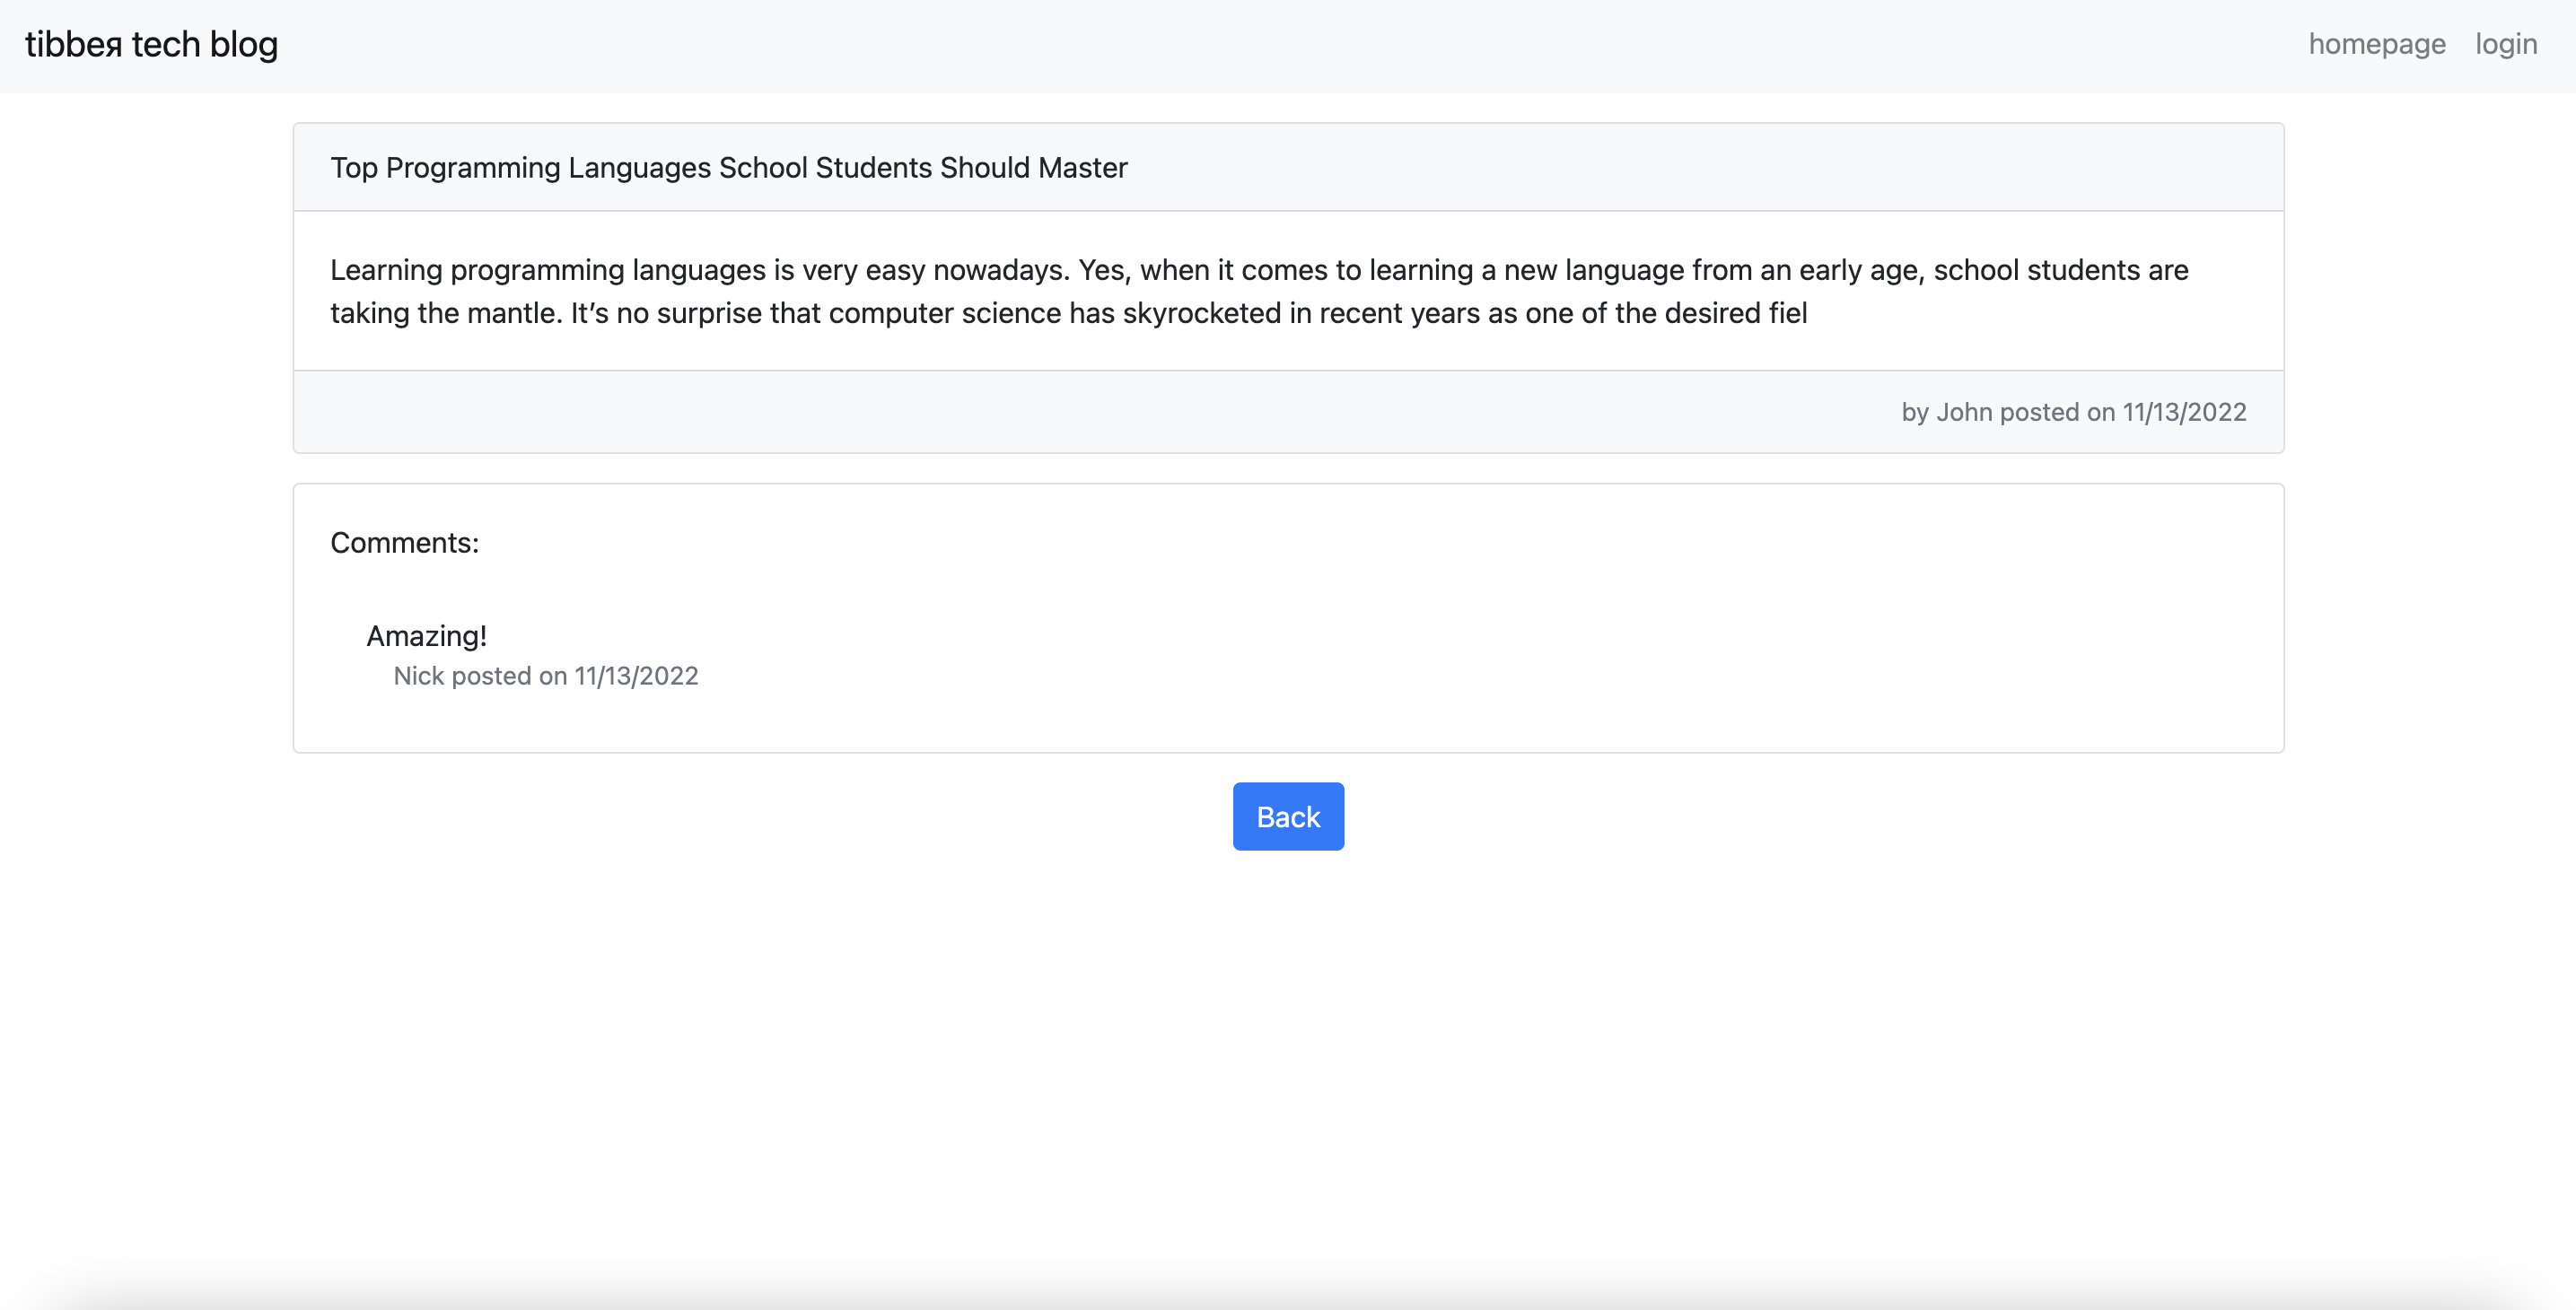 tibbeя tech blog
homepage login
Top Programming Languages School Students Should Master
Learning programming languages is very easy nowadays. Yes, when it comes to learning a new language from an early age, school students are
taking the mantle. It’s no surprise that computer science has skyrocketed in recent years as one of the desired fiel
by John posted on 11/13/2022
Comments:
Amazing!
Nick posted on 11/13/2022
Back